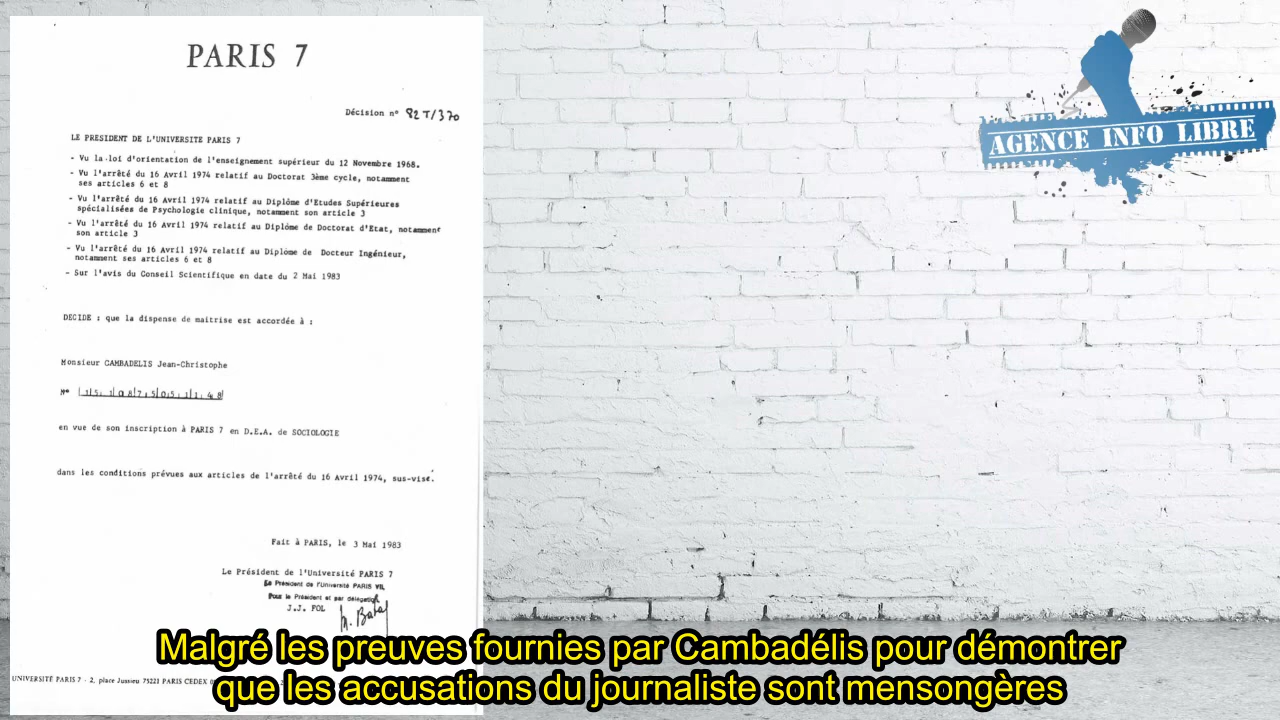 PARIS 7
Décision n° 82 T/370
LE PRESIDENT DE L'UNIVERSITE PARIS 7
- Vu la loi d'orientation de l'enseignement supérieur du 12 Novembre 1968.
- Vu l'arrêté du 16 Avril 1974 relatif au Doctorat 3ème cycle, notamment
ses articles 6 et 8
- Vu l'arrêté du 16 Avril 1974 relatif au Diplôme d'Etudes Supérieures
spécialisées de Psychologie clinique, notamment son article 3
- Vu l'arrêté du 16 Avril 1974 relatif au Diplôme de Doctorat d'Etat, notamment
son article 3
- Vu l'arrêté du 16 Avril 1974 relatif au Diplome de Docteur Ingénieur,
notamment ses articles 6 et 8
- Sur l'avis du Conseil Scientifique en date du 2 Mai 1983
DECIDE : que la dispense de maitrise est accordée à :
Monsieur CAMBADELIS Jean-Christophe
N°
en vue de son inscription à PARIS 7 en D.E.A. de SOCIOLOGIE
dans les conditions prévues aux articles de l'arrêté du 16 Avril 1974, sus-visé.
Fait à PARIS, le 3 Mai 1983
Le Président de l'Université PARIS 7
Le Président de l'Université PARIS VII,
Pour le Président et par délégation
J.J. FOL
UNIVERSITÉ PARIS 7 - 2, place Jussieu 75221 PARIS CEDEX
AGENCE INFO LIBRE
Malgré les preuves fournies par Cambadélis pour démontrer
que les accusations du journaliste sont mensongères